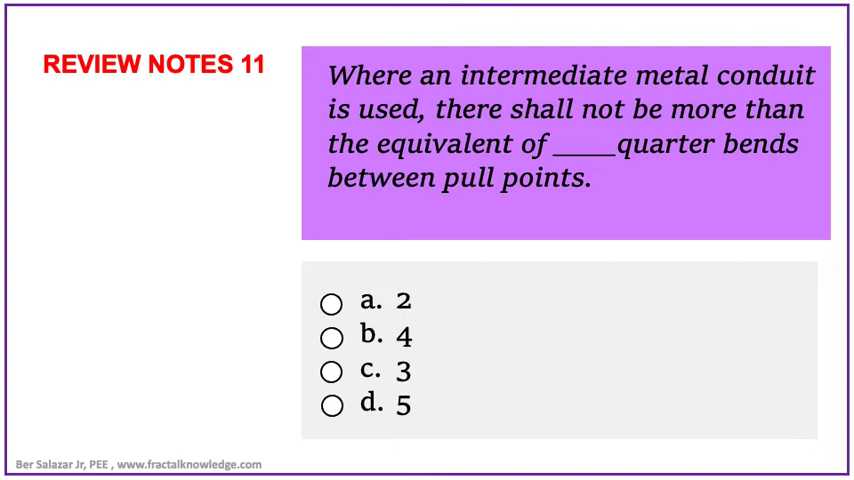 REVIEW NOTES 11
Where an intermediate metal conduit
is used, there shall not be more than
the equivalent of _____quarter bends
between pull points.
a. 2
b. 4
c. 3
d. 5
Ber Salazar Jr, PEE , www.fractalknowledge.com